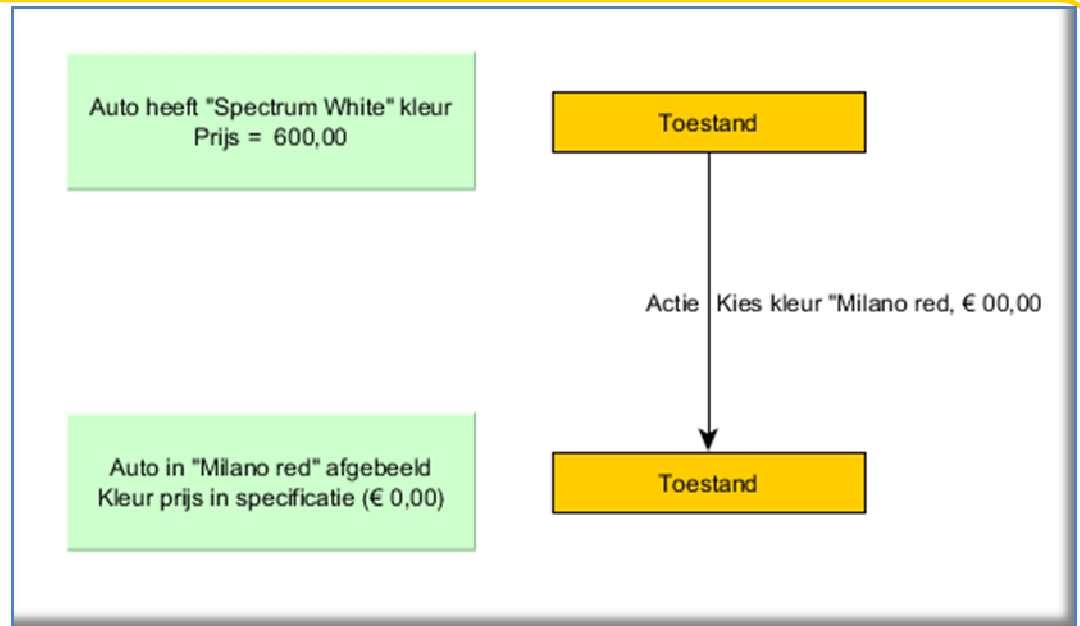 Auto heeft "Spectrum White" kleur
Prijs = 600,00
Toestand
Actie
Kies kleur "Milano red, € 00,00
Auto in "Milano red" afgebeeld
Kleur prijs in specificatie (€ 0,00)
Toestand